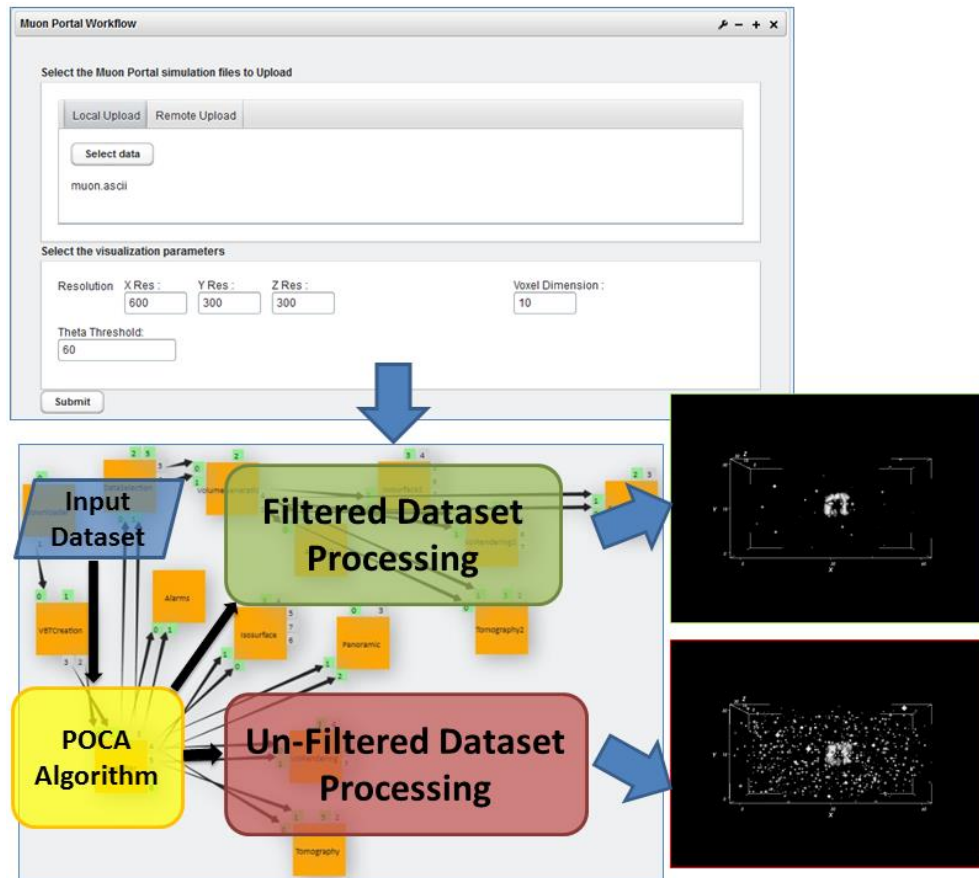 Muon Portal Workflow
Select the Muon Portal simulation files to Upload
Local Upload Remote Upload
Select data
muon.ascii
Select the visualization parameters
Resolution X Res : Y Res : Z Res : Voxel Dimension :
600 300 300 10
Theta Threshold:
60
Submit
Input
Dataset
Filtered Dataset
Processing
VBTCreation
Alarms
Isosurface
Panoramic
Tomography2
POCA
Algorithm
Un-Filtered Dataset
Processing
Tomography